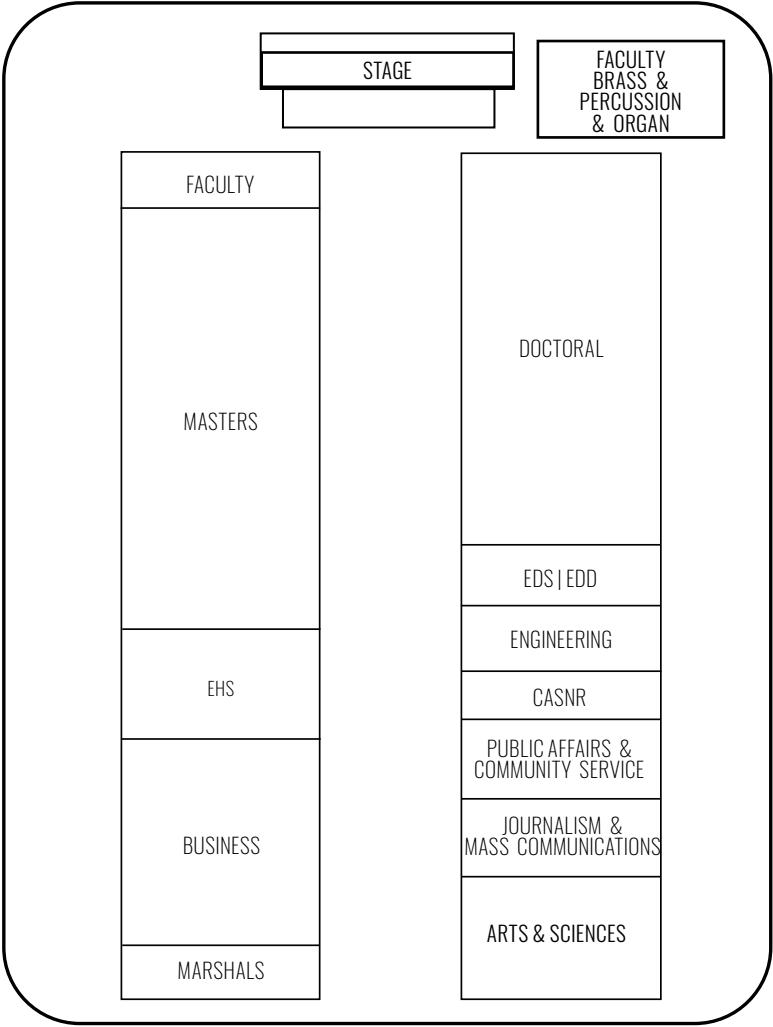 STAGE
FACULTY
BRASS &
PERCUSSION
& ORGAN
FACULTY
MASTERS
EHS
BUSINESS
MARSHALS
DOCTORAL
EDS | EDD
ENGINEERING
CASNR
PUBLIC AFFAIRS &
COMMUNITY SERVICE
JOURNALISM &
MASS COMMUNICATIONS
ARTS & SCIENCES